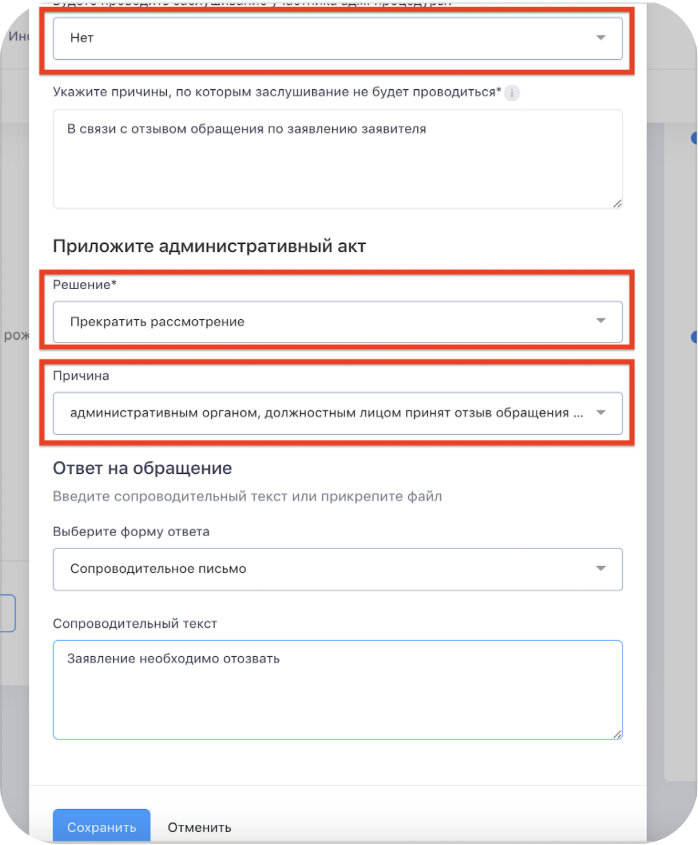 Нет
Укажите причины, по которым заслушивание не будет проводиться*
В связи с отзывом обращения по заявлению заявителя
Приложите административный акт
Решение*
Прекратить рассмотрение
рож
Причина
административным органом, должностным лицом принят отзыв обращения ...
Ответ на обращение
Введите сопроводительный текст или прикрепите файл
Выберите форму ответа
Сопроводительное письмо
Сопроводительный текст
Заявление необходимо отозвать
Сохранить Отменить